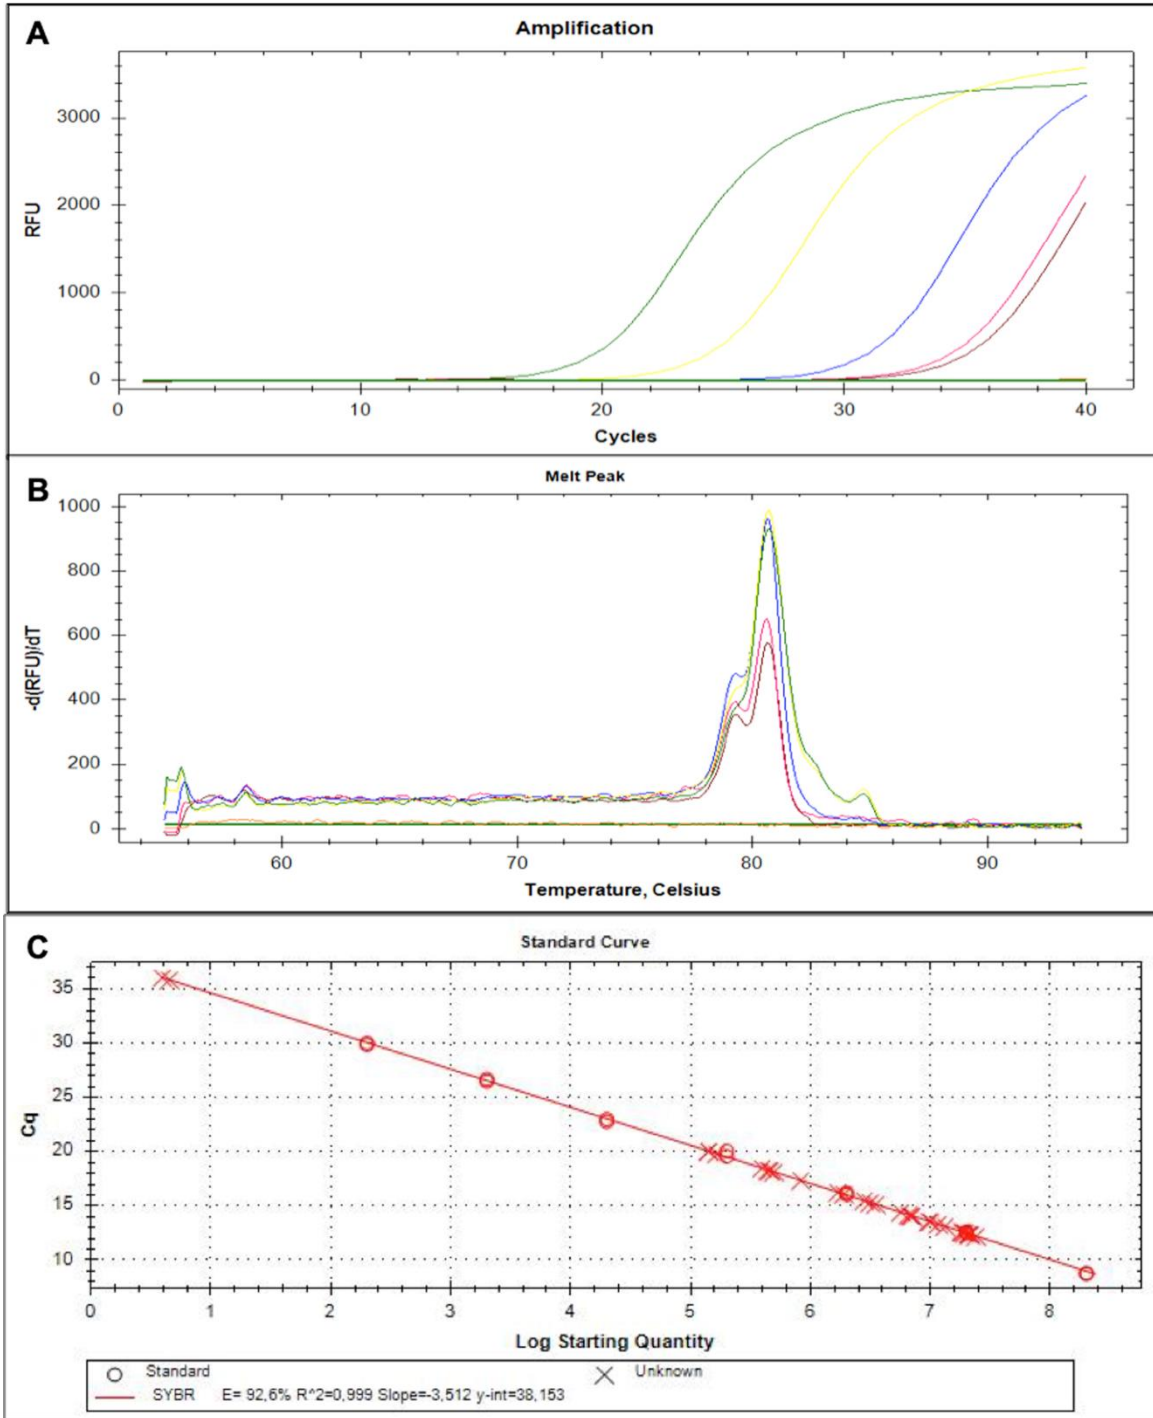 A
Amplification
3000
2000
1000
0
RFU
0 10 20 30 40
Cycles
B
Melt Peak
1000
800
600
400
200
0
-d(RFU)/dT
60 70 80 90
Temperature, Celsius
C
Standard Curve
35
30
25
20
15
10
Cq
0 1 2 3 4 5 6 7 8
Log Starting Quantity
Standard Unknown
SYBR E= 92,6% R^2=0,999 Slope=-3,512 y-int=38,153